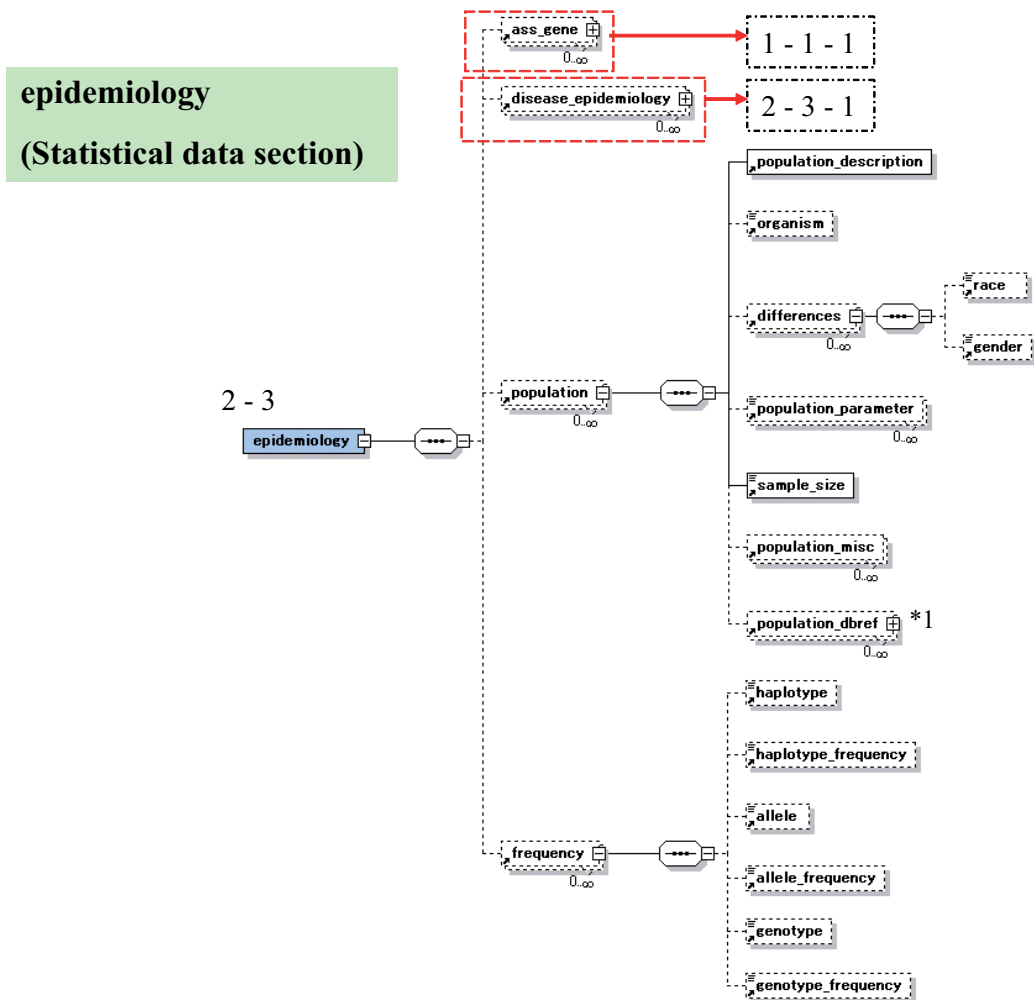 epidemiology
(Statistical data section)
ass_gene
0..∞
1 - 1 - 1
disease_epidemiology
0..∞
2 - 3 - 1
population_description
organism
race
differences
0..∞
gender
population
0..∞
2 - 3
epidemiology
population_parameter
0..∞
sample_size
population_misc
0..∞
population_dbref
*1
0..∞
haplotype
haplotype_frequency
allele
frequency
0..∞
allele_frequency
genotype
genotype_frequency